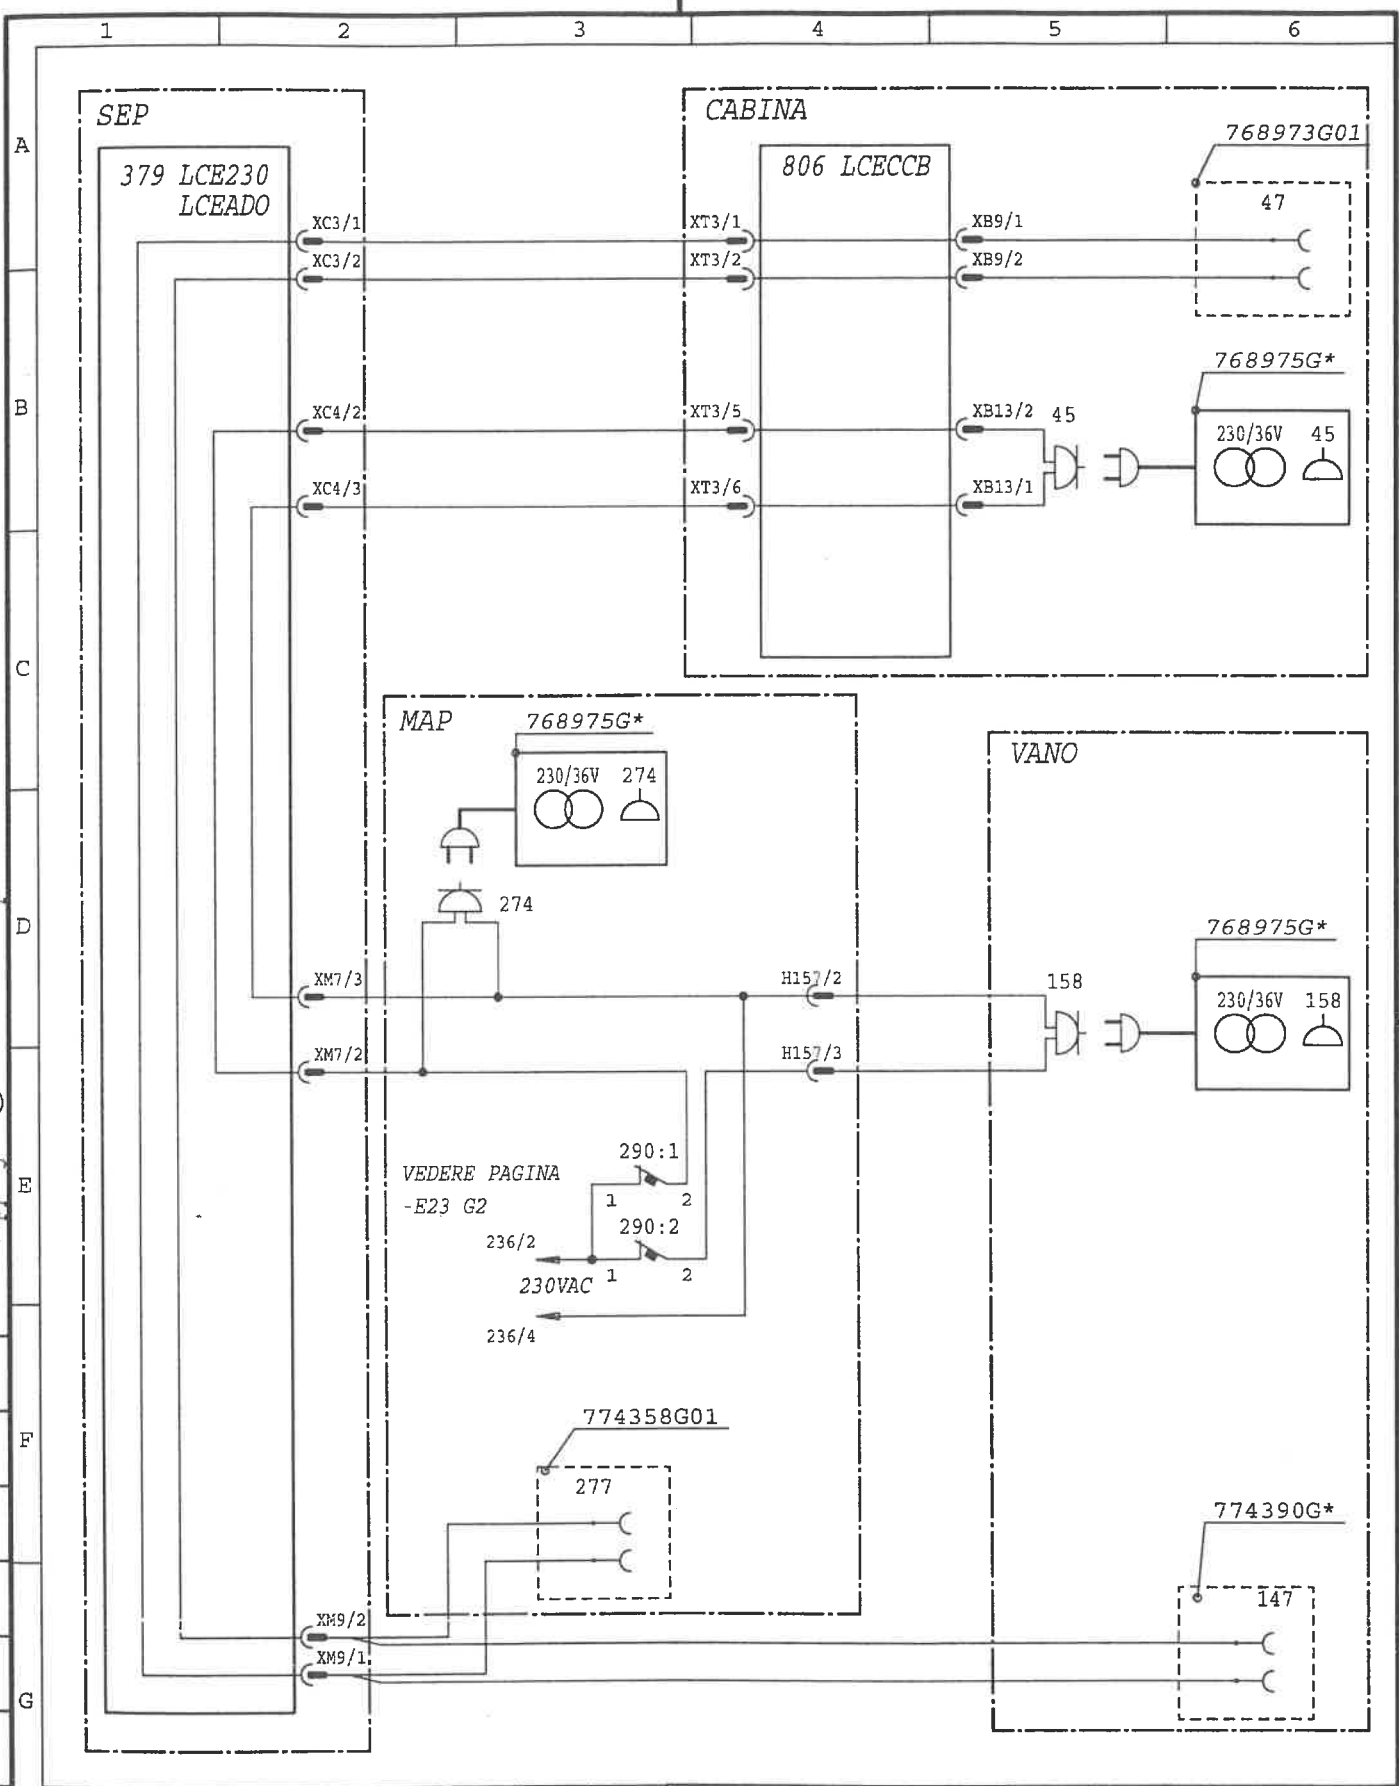 1 2 3 4 5 6
A
B
C
D
E
F
G
SEP
379 LCE230
LCEADO
XC3/1
XC3/2
XC4/2
XC4/3
XM7/3
XM7/2
XM9/2
XM9/1
CABINA
806 LCECCB
XT3/1
XT3/2
XT3/5
XT3/6
XB9/1
XB9/2
XB13/2
XB13/1
45
768973G01
47
768975G*
230/36V 45
MAP
768975G*
230/36V 274
274
H157/2
H157/3
VEDERE PAGINA
-E23 G2
290:1
1 2
290:2
1 2
236/2
230VAC
236/4
774358G01
277
VANO
158
768975G*
230/36V 158
774390G*
147